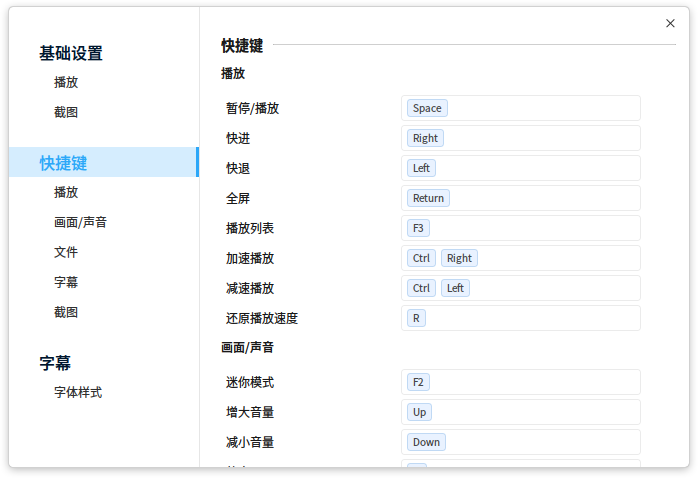 基础设置
播放
截图
快捷键
播放
画面/声音
文件
字幕
截图
字幕
字体样式
快捷键
播放
暂停/播放 Space
快进 Right
快退 Left
全屏 Return
播放列表 F3
加速播放 Ctrl Right
减速播放 Ctrl Left
还原播放速度 R
画面/声音
迷你模式 F2
增大音量 Up
减小音量 Down